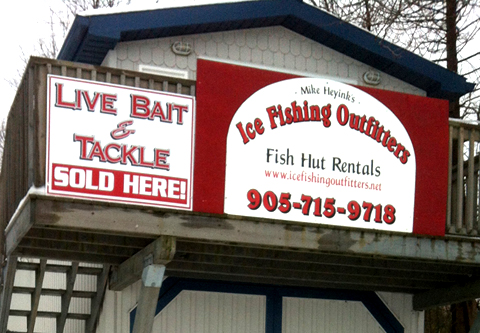 LIVE BAIT
&
TACKLE
SOLD HERE!
. Mike Heyink's .
Ice Fishing Outfitters
Fish Hut Rentals
www.icefishingoutfitters.net
905-715-9718